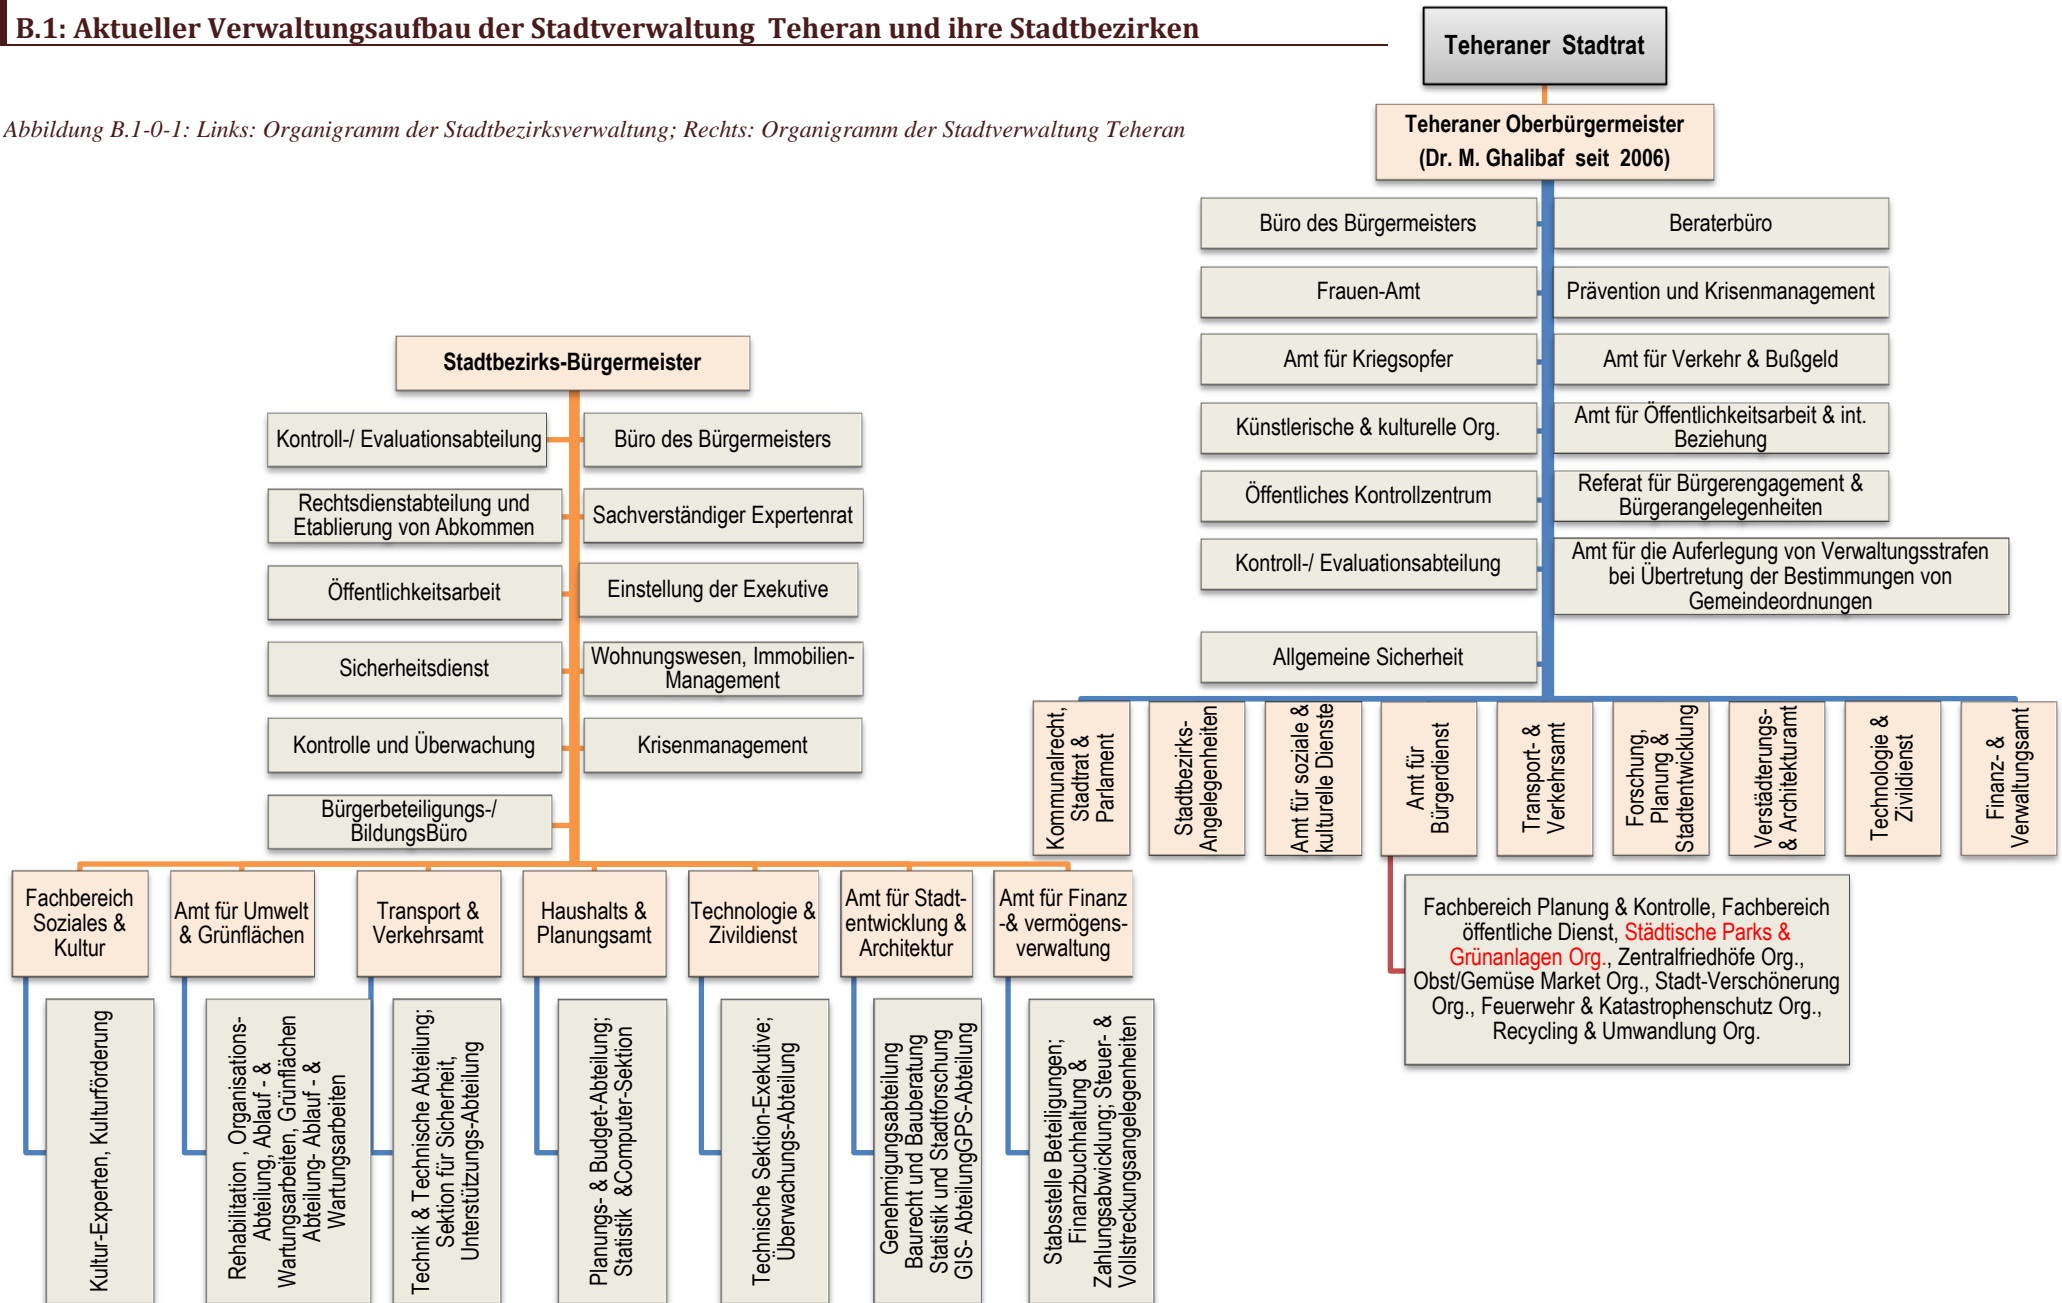 B.1: Aktueller Verwaltungsaufbau der Stadtverwaltung Teheran und ihre Stadtbezirken
Abbildung B.1-0-1: Links: Organigramm der Stadtbezirksverwaltung; Rechts: Organigramm der Stadtverwaltung Teheran
Teheraner Stadtrat
Teheraner Oberbürgermeister
(Dr. M. Ghalibaf seit 2006)
Büro des Bürgermeisters
Beraterbüro
Frauen-Amt
Prävention und Krisenmanagement
Amt für Kriegsopfer
Amt für Verkehr & Bußgeld
Künstlerische & kulturelle Org.
Amt für Öffentlichkeitsarbeit & int.
Beziehung
Öffentliches Kontrollzentrum
Referat für Bürgerengagement &
Bürgerangelegenheiten
Kontroll-/ Evaluationsabteilung
Amt für die Auferlegung von Verwaltungsstrafen
bei Übertretung der Bestimmungen von
Gemeindeordnungen
Allgemeine Sicherheit
Kommunalrecht,
Stadtrat &
Parlament
Stadtbezirks-
Angelegenheiten
Amt für soziale &
kulturelle Dienste
Amt für
Bürgerdienst
Transport- &
Verkehrsamt
Forschung,
Planung &
Stadtentwicklung
Verstädterungs-
& Architekturamt
Technologie &
Zivildienst
Finanz- &
Verwaltungsamt
Fachbereich Planung & Kontrolle, Fachbereich
öffentliche Dienst, Städtische Parks &
Grünanlagen Org., Zentralfriedhöfe Org.,
Obst/Gemüse Market Org., Stadt-Verschönerung
Org., Feuerwehr & Katastrophenschutz Org.,
Recycling & Umwandlung Org.
Stadtbezirks-Bürgermeister
Kontroll-/ Evaluationsabteilung
Büro des Bürgermeisters
Rechtsdienstabteilung und
Etablierung von Abkommen
Sachverständiger Expertenrat
Öffentlichkeitsarbeit
Einstellung der Exekutive
Sicherheitsdienst
Wohnungswesen, Immobilien-
Management
Kontrolle und Überwachung
Krisenmanagement
Bürgerbeteiligungs-/
BildungsBüro
Fachbereich
Soziales &
Kultur
Amt für Umwelt
& Grünflächen
Transport &
Verkehrsamt
Haushalts &
Planungsamt
Technologie &
Zivildienst
Amt für Stadt-
entwicklung &
Architektur
Amt für Finanz
-& vermögens-
verwaltung
Kultur-Experten, Kulturförderung
Rehabilitation , Organisations-
Abteilung, Ablauf - &
Wartungsarbeiten, Grünflächen
Abteilung- Ablauf - &
Wartungsarbeiten
Technik & Technische Abteilung;
Sektion für Sicherheit,
Unterstützungs-Abteilung
Planungs- & Budget-Abteilung;
Statistik &Computer-Sektion
Technische Sektion-Exekutive;
Überwachungs-Abteilung
Genehmigungsabteilung
Baurecht und Bauberatung
Statistik und Stadtforschung
GIS- AbteilungGPS-Abteilung
Stabsstelle Beteiligungen;
Finanzbuchhaltung &
Zahlungsabwicklung; Steuer- &
Vollstreckungsangelegenheiten